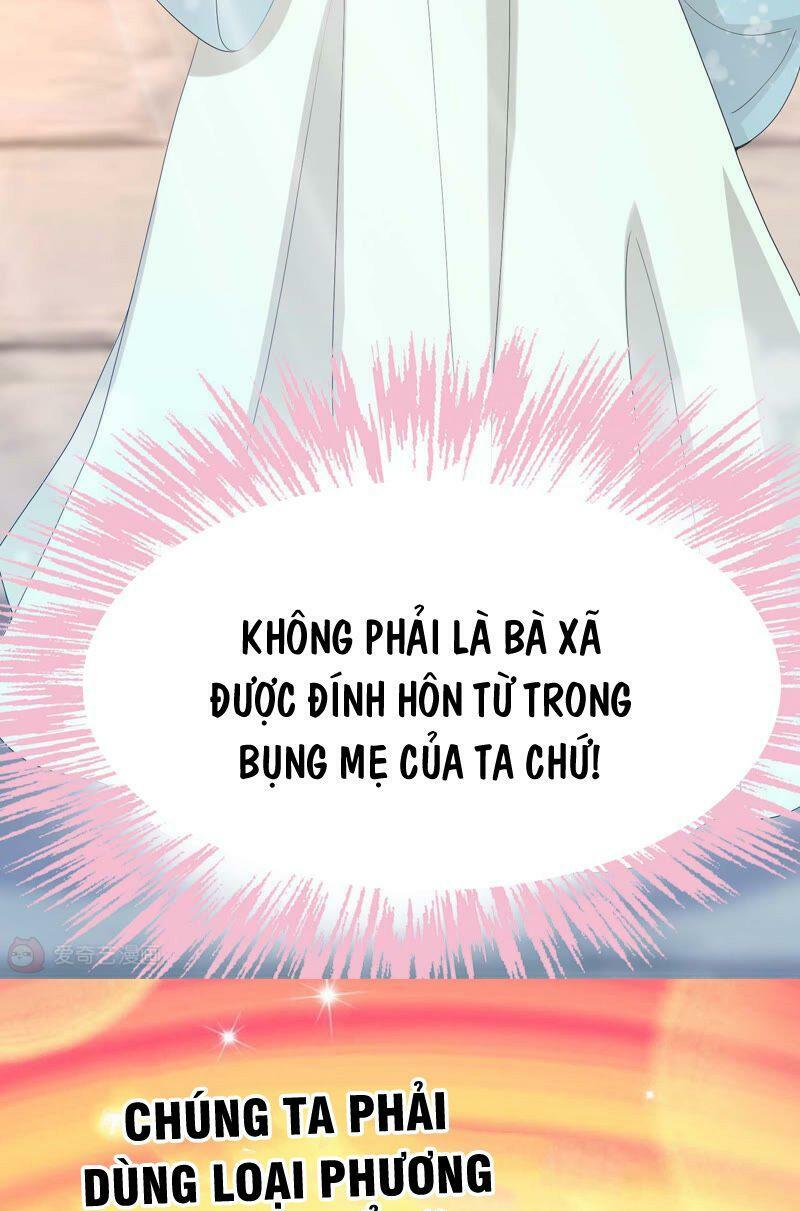 KHÔNG PHẢI LÀ BÀ XÃ
ĐƯỢC ĐÍNH HÔN TỪ TRONG
BỤNG MẸ CỦA TA CHỨ!
爱奇艺漫画
CHÚNG TA PHẢI
DÙNG LOẠI PHƯƠNG